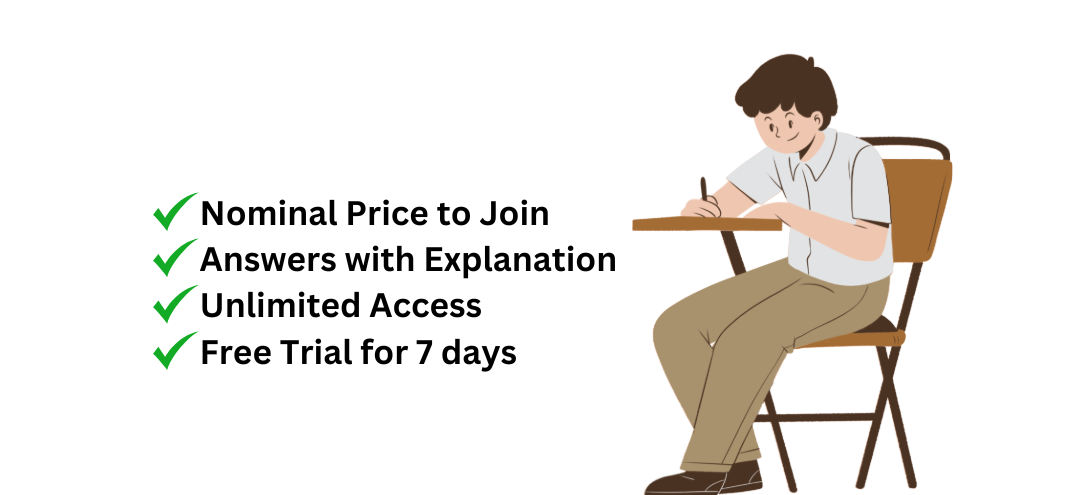 Nominal Price to Join
Answers with Explanation
Unlimited Access
Free Trial for 7 days